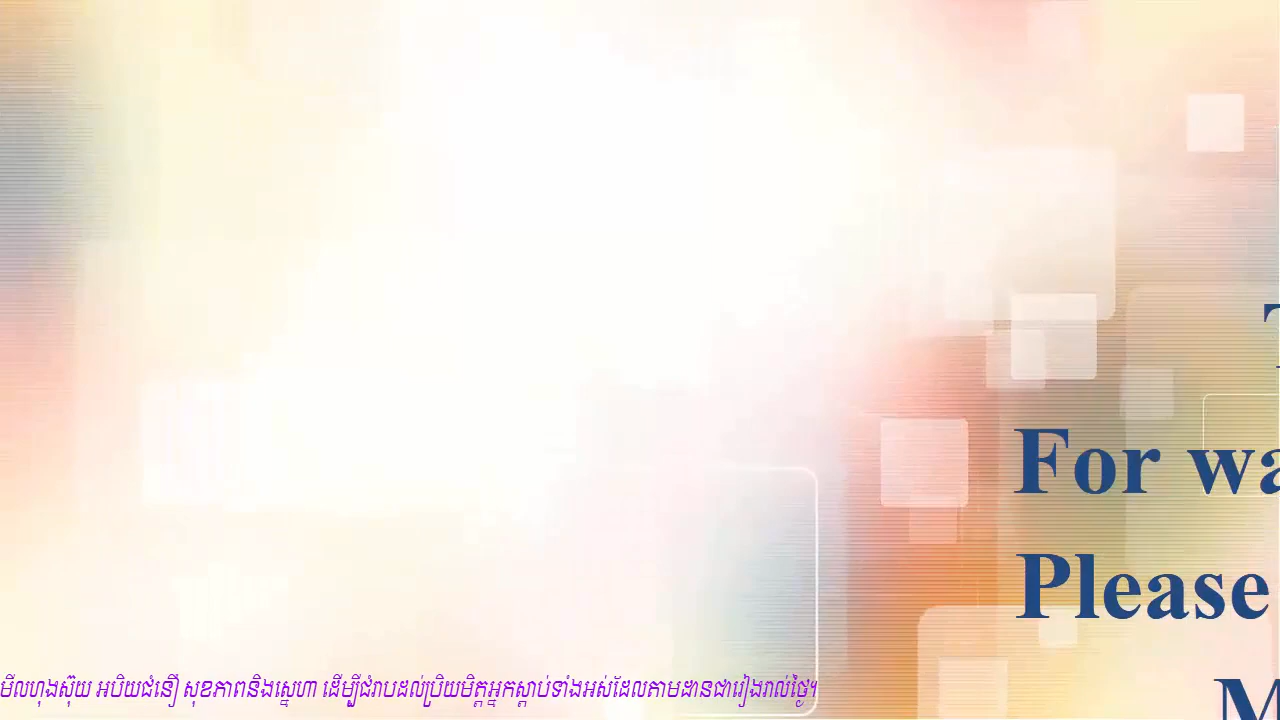 T
For wa
Please
M
មិលហុងស៊ុយ អបិយជំនឿ សុខភាពនិងស្នេហា ដើម្បីជំរាបដល់ប្រិយមិត្តអ្នកស្តាប់ទាំងអស់ដែលតាមដានជារៀងរាល់ថ្ងៃ។